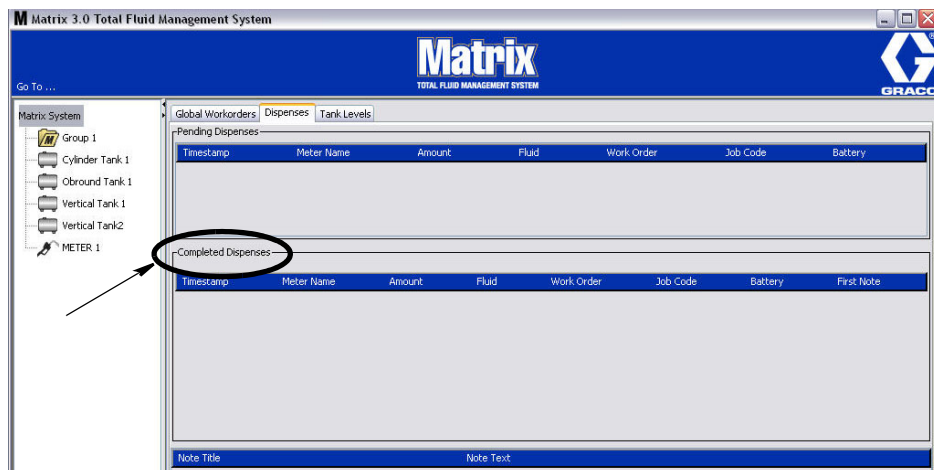 Matrix 3.0 Total Fluid Management System
Matrix
TOTAL FLUID MANAGEMENT SYSTEM
Go To ...
GRACO
Matrix System
Group 1
Cylinder Tank 1
Obround Tank 1
Vertical Tank 1
Vertical Tank2
METER 1
Global Workorders Dispenses Tank Levels
Pending Dispenses
Timestamp Meter Name Amount Fluid Work Order Job Code Battery
Completed Dispenses
Timestamp Meter Name Amount Fluid Work Order Job Code Battery First Note
Note Title Note Text